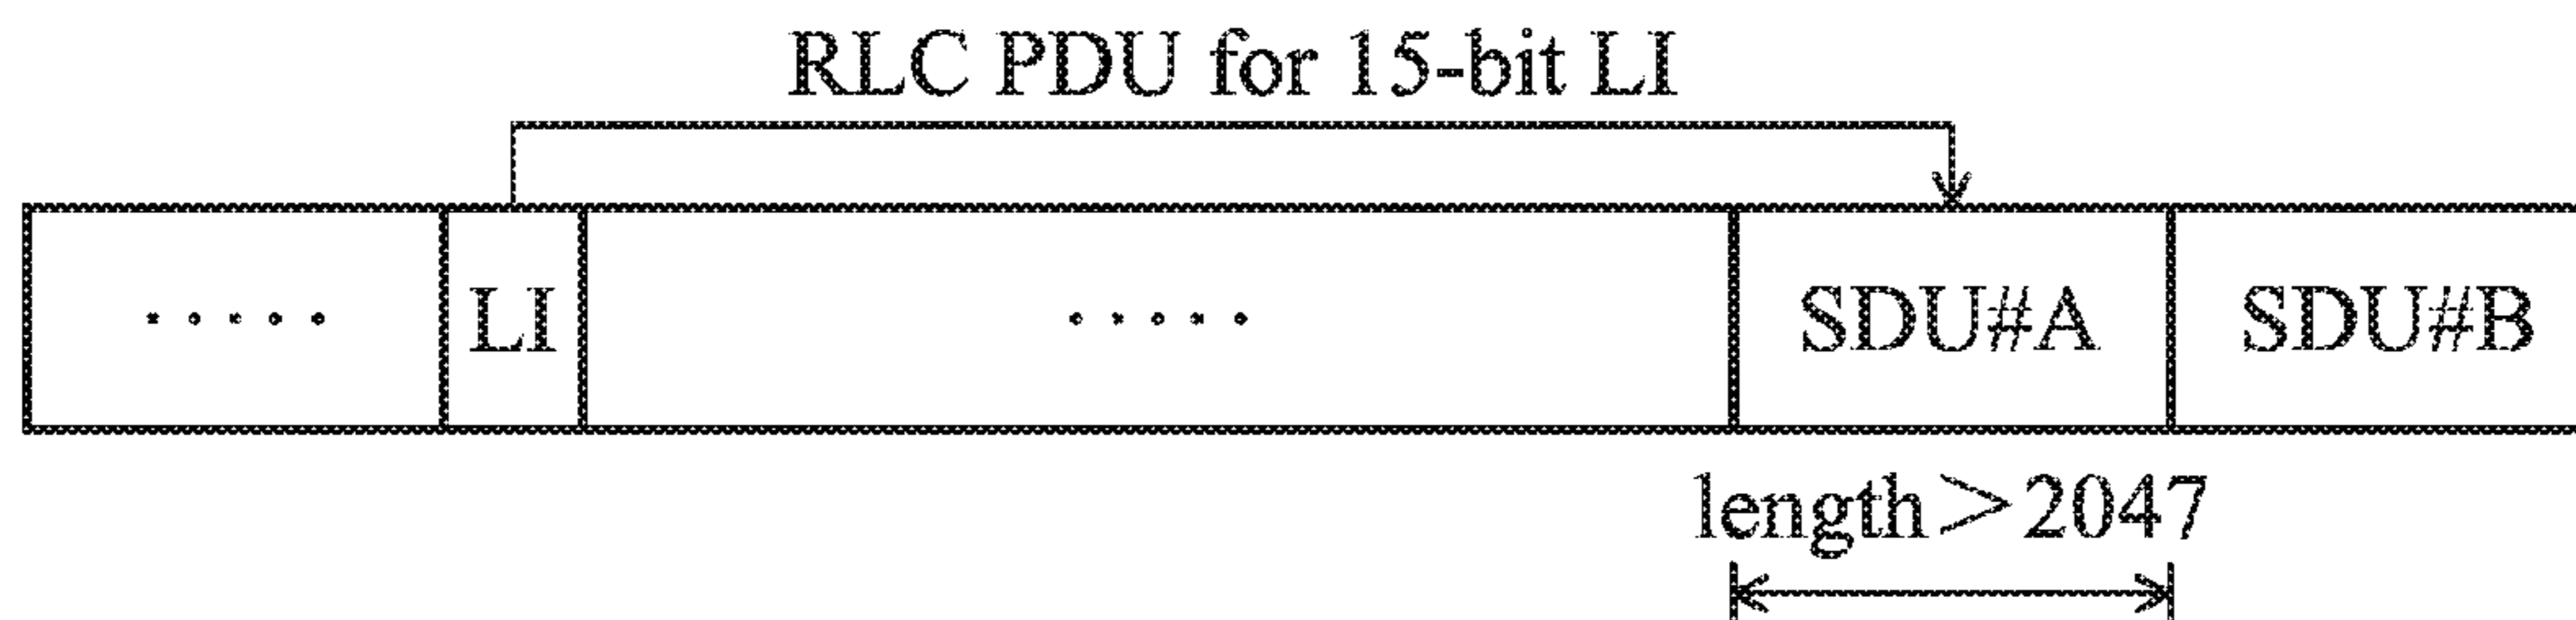 RLC PDU for 15-bit LI
..... LI ..... SDU#A SDU#B
length>2047